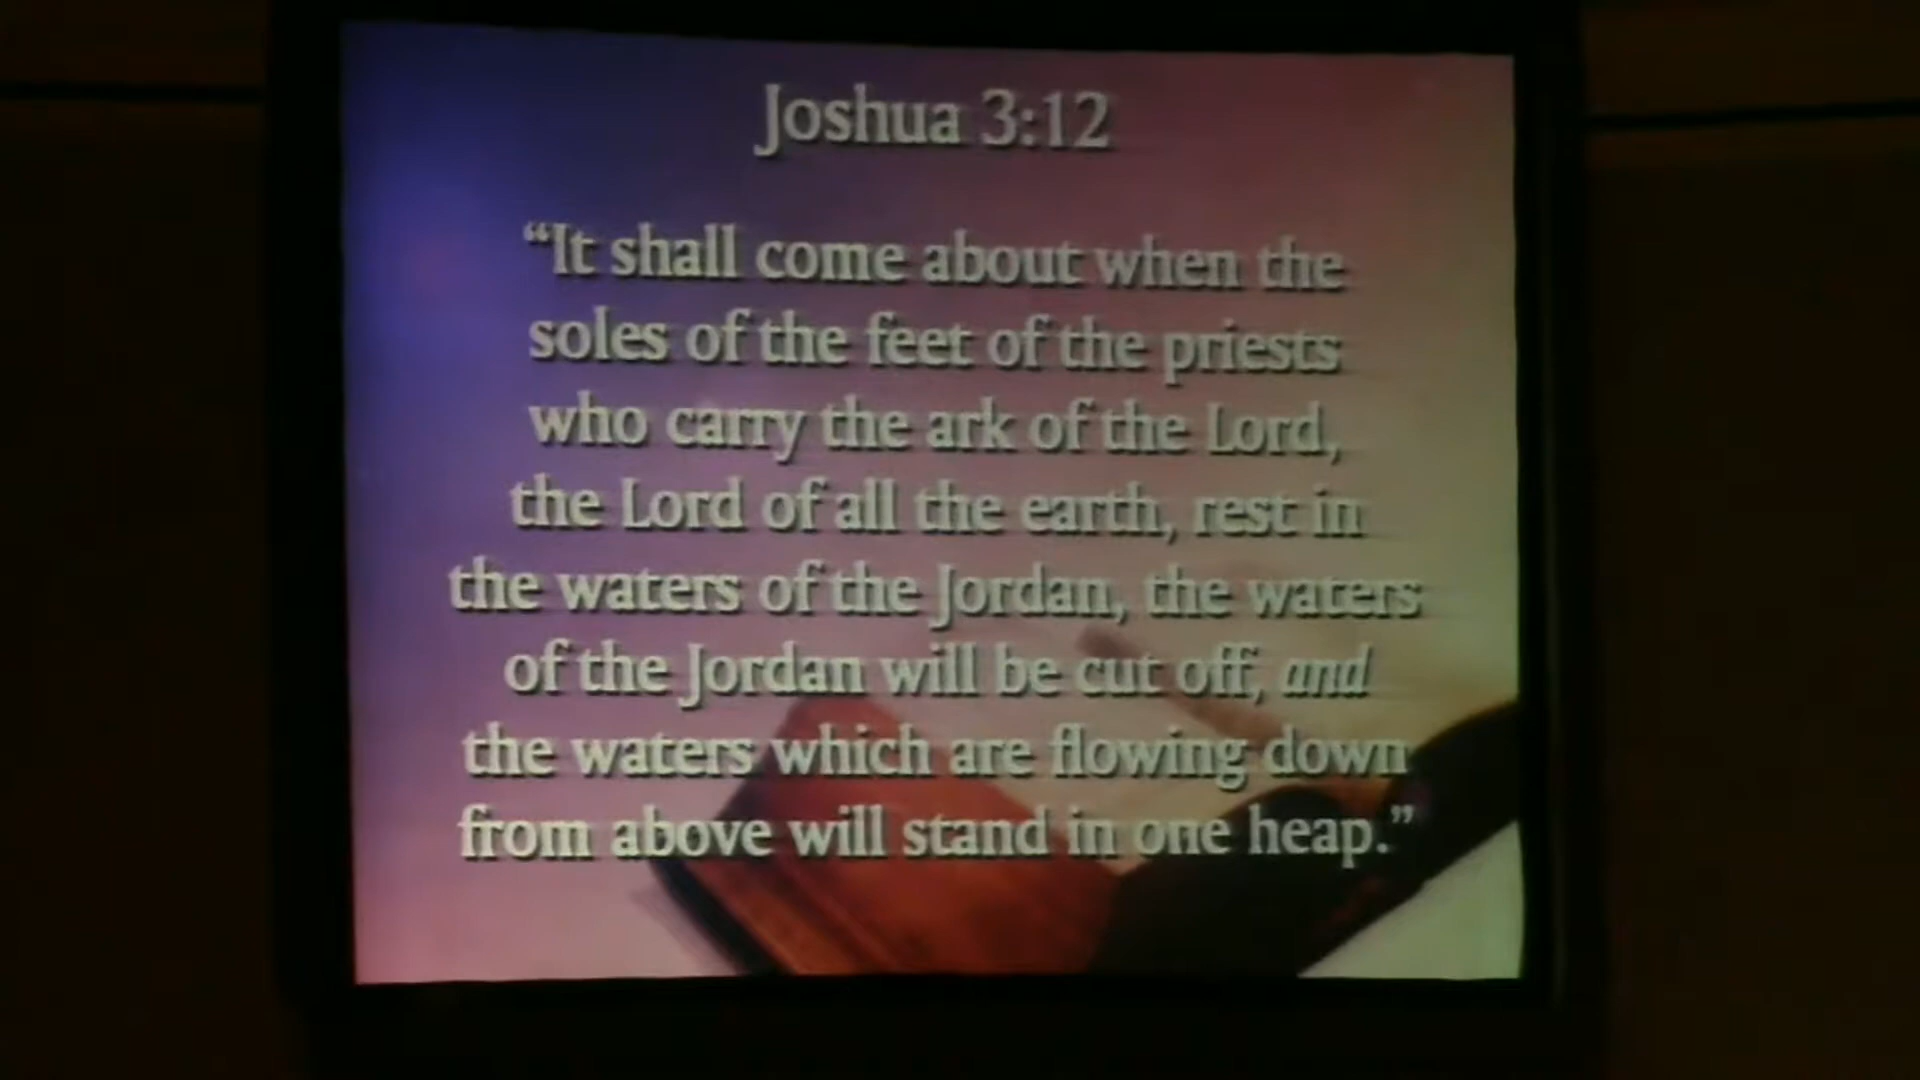 Joshua 3:12
“It shall come about when the
soles of the feet of the priests
who carry the ark of the Lord,
the Lord of all the earth, rest in
the waters of the Jordan, the waters
of the Jordan will be cut off, and
the waters which are flowing down
from above will stand in one heap.”